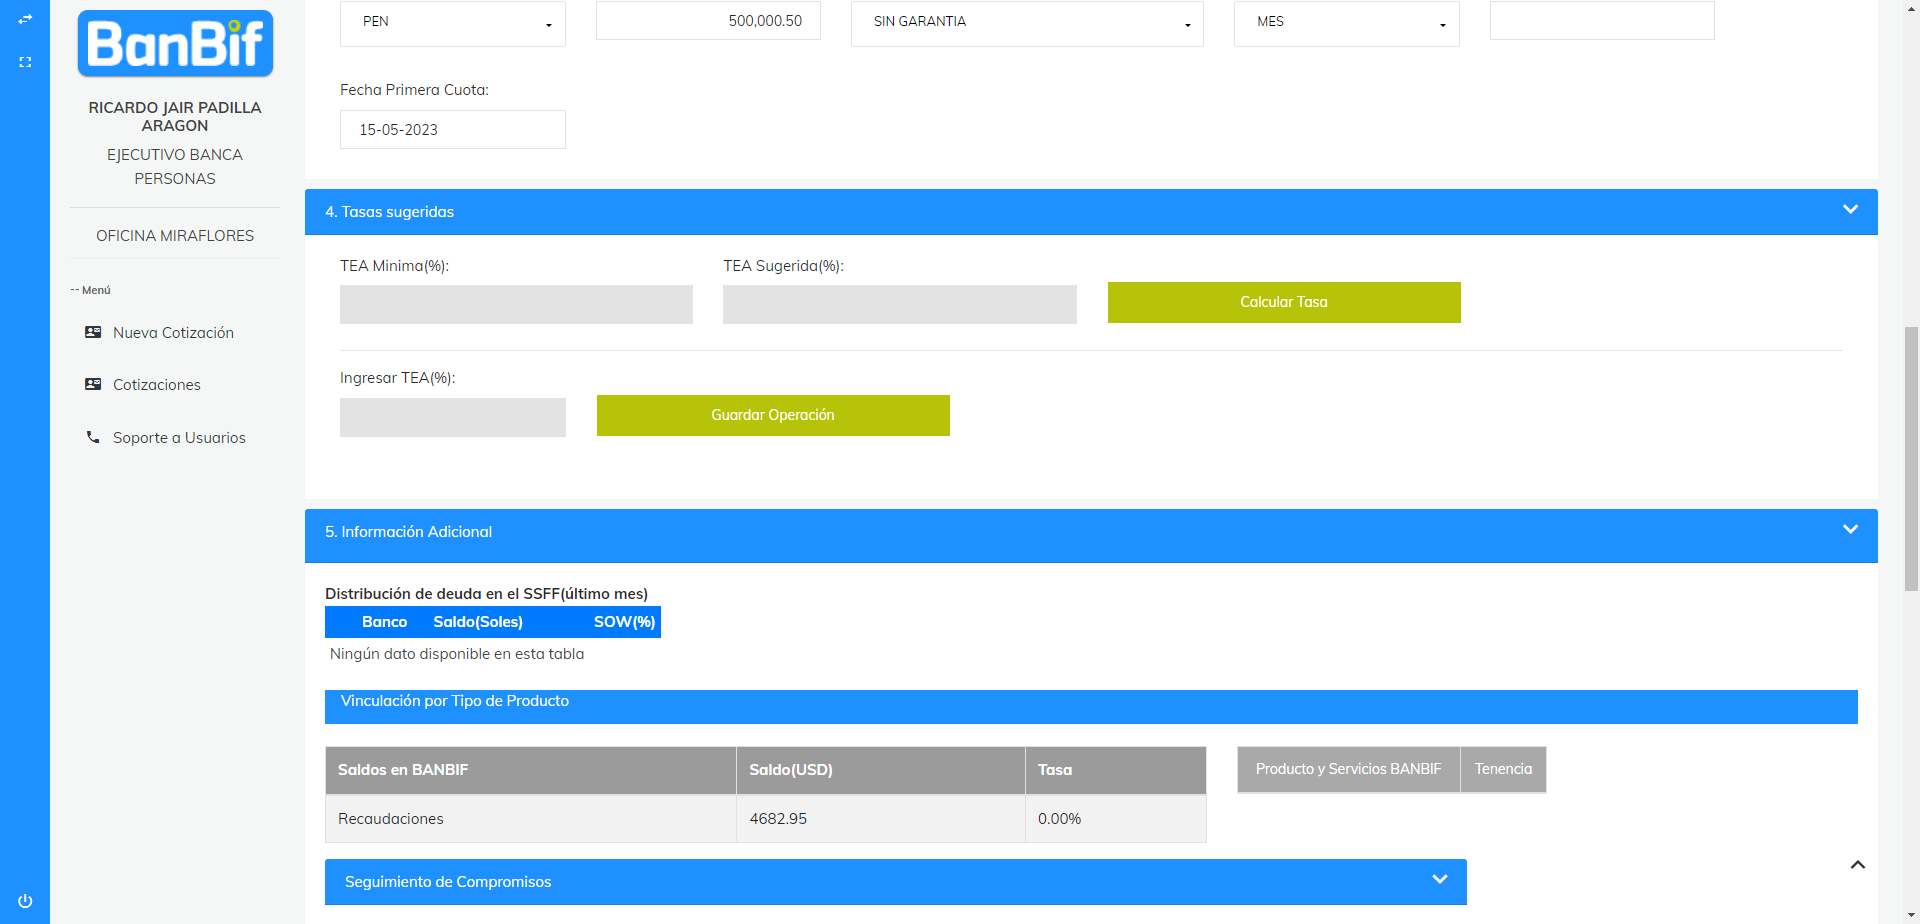 BanBif
RICARDO JAIR PADILLA
ARAGON
EJECUTIVO BANCA
PERSONAS
OFICINA MIRAFLORES
-- Menú
Nueva Cotización
Cotizaciones
Soporte a Usuarios
PEN
500,000.50
SIN GARANTIA
MES
Fecha Primera Cuota:
15-05-2023
4. Tasas sugeridas
TEA Minima(%):
TEA Sugerida(%):
Calcular Tasa
Ingresar TEA(%):
Guardar Operación
5. Información Adicional
Distribución de deuda en el SSFF(último mes)
Banco Saldo(Soles) SOW(%)
Ningún dato disponible en esta tabla
Vinculación por Tipo de Producto
Saldos en BANBIF Saldo(USD) Tasa
Recaudaciones 4682.95 0.00%
Producto y Servicios BANBIF Tenencia
Seguimiento de Compromisos